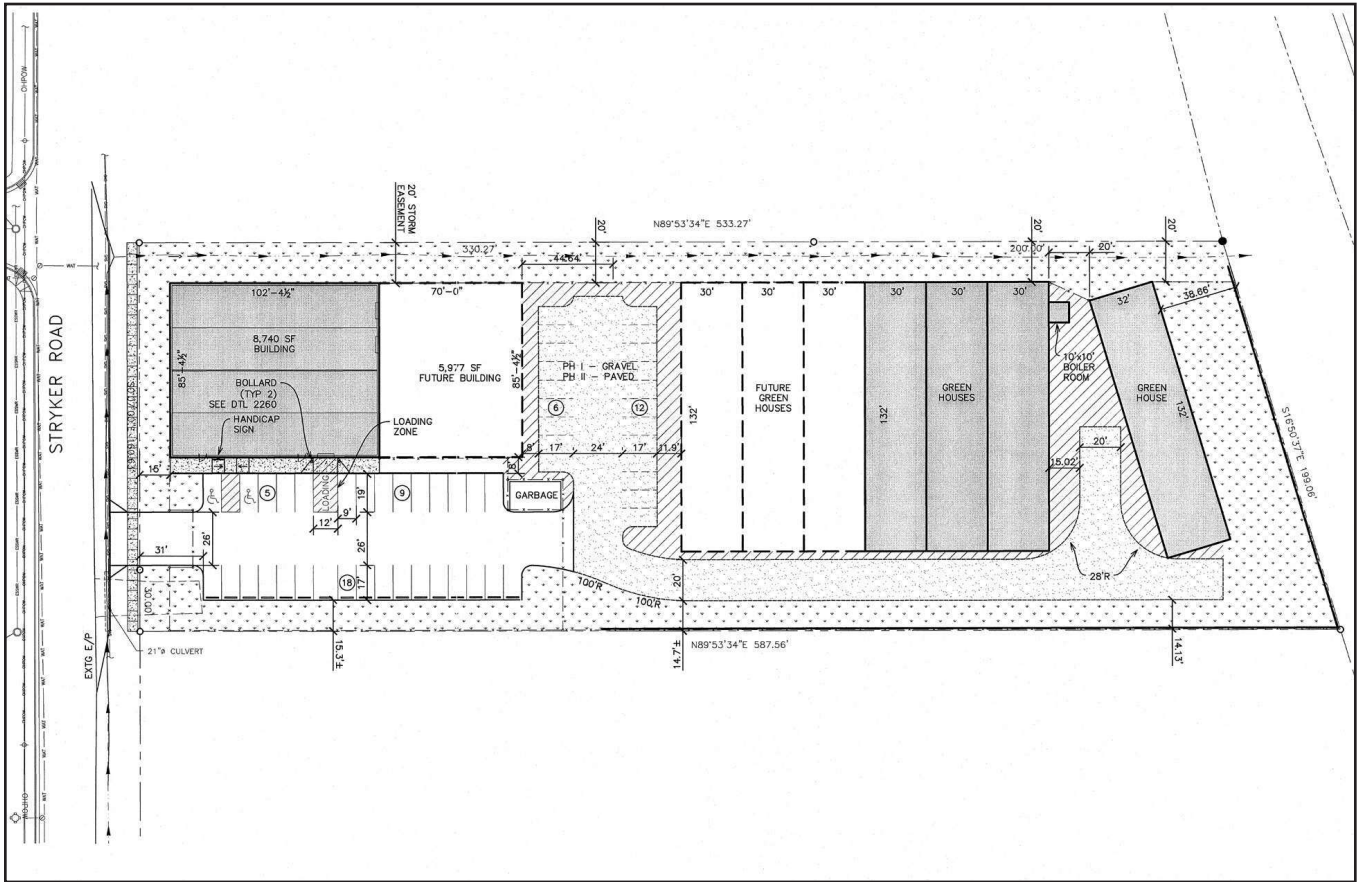 OHPOW
WAT
STRYKER ROAD
EXTG E/P
21"ø CULVERT
20' STORM
EASEMENT
330.27'
44.64'
20'
N89°53'34"E 533.27'
200.00'
20'
20'
20'
102'-4½"
70'-0"
8,740 SF
BUILDING
85'-4½"
BOLLARD
(TYP 2)
SEE DTL 2260
HANDICAP
SIGN
LOADING
ZONE
5,977 SF
FUTURE BUILDING
85'-4½"
PH I - GRAVEL
PH II - PAVED
6
12
8'
17'
24'
17'
11.9'
30'
30'
30'
30'
30'
30'
132'
FUTURE
GREEN
HOUSES
132'
GREEN
HOUSES
10'x10'
BOILER
ROOM
32'
38.66'
GREEN
HOUSE
132'
S16°50'37"E 199.06'
15'
5
LOADING
9
19'
8'
GARBAGE
12'
9'
31'
26'
26'
18
17'
30.00'
100'R
100'R
20'
15.02'
20'
28'R
15.3'±
14.7'±
N89°53'34"E 587.56'
14.13'